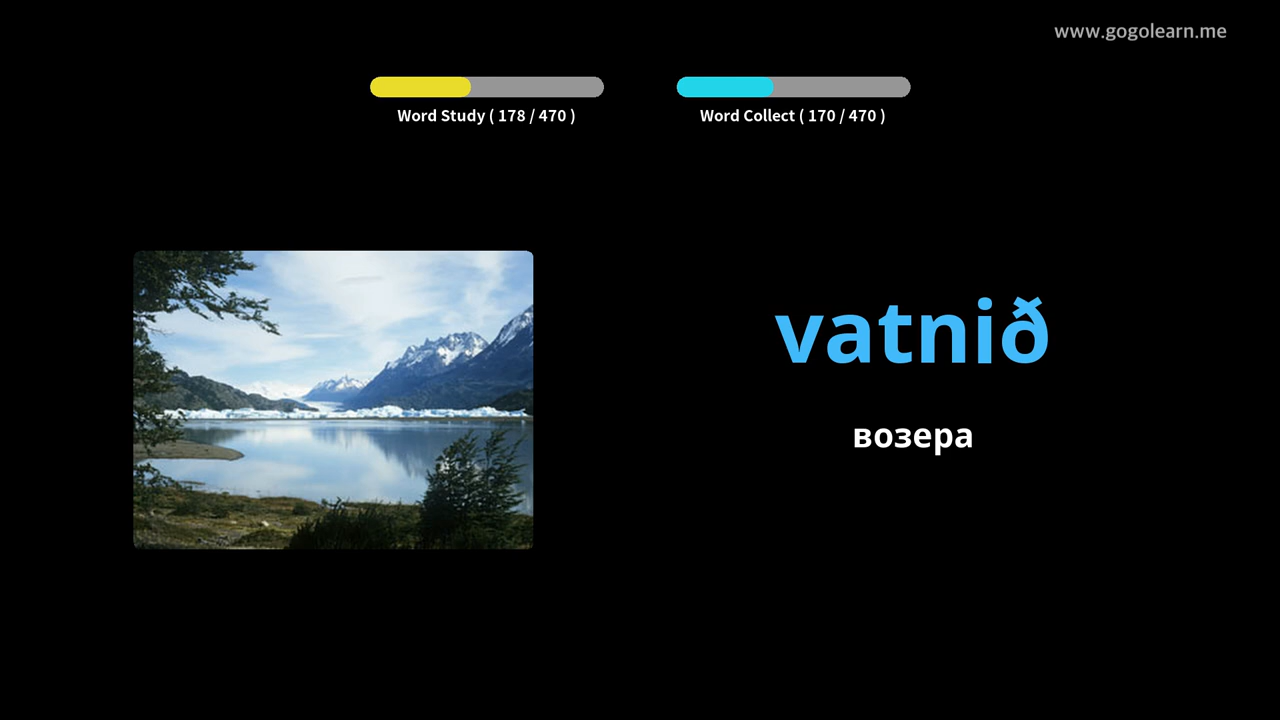 www.gogolearn.me
Word Study ( 178 / 470 )
Word Collect ( 170 / 470 )
vatnið
возера